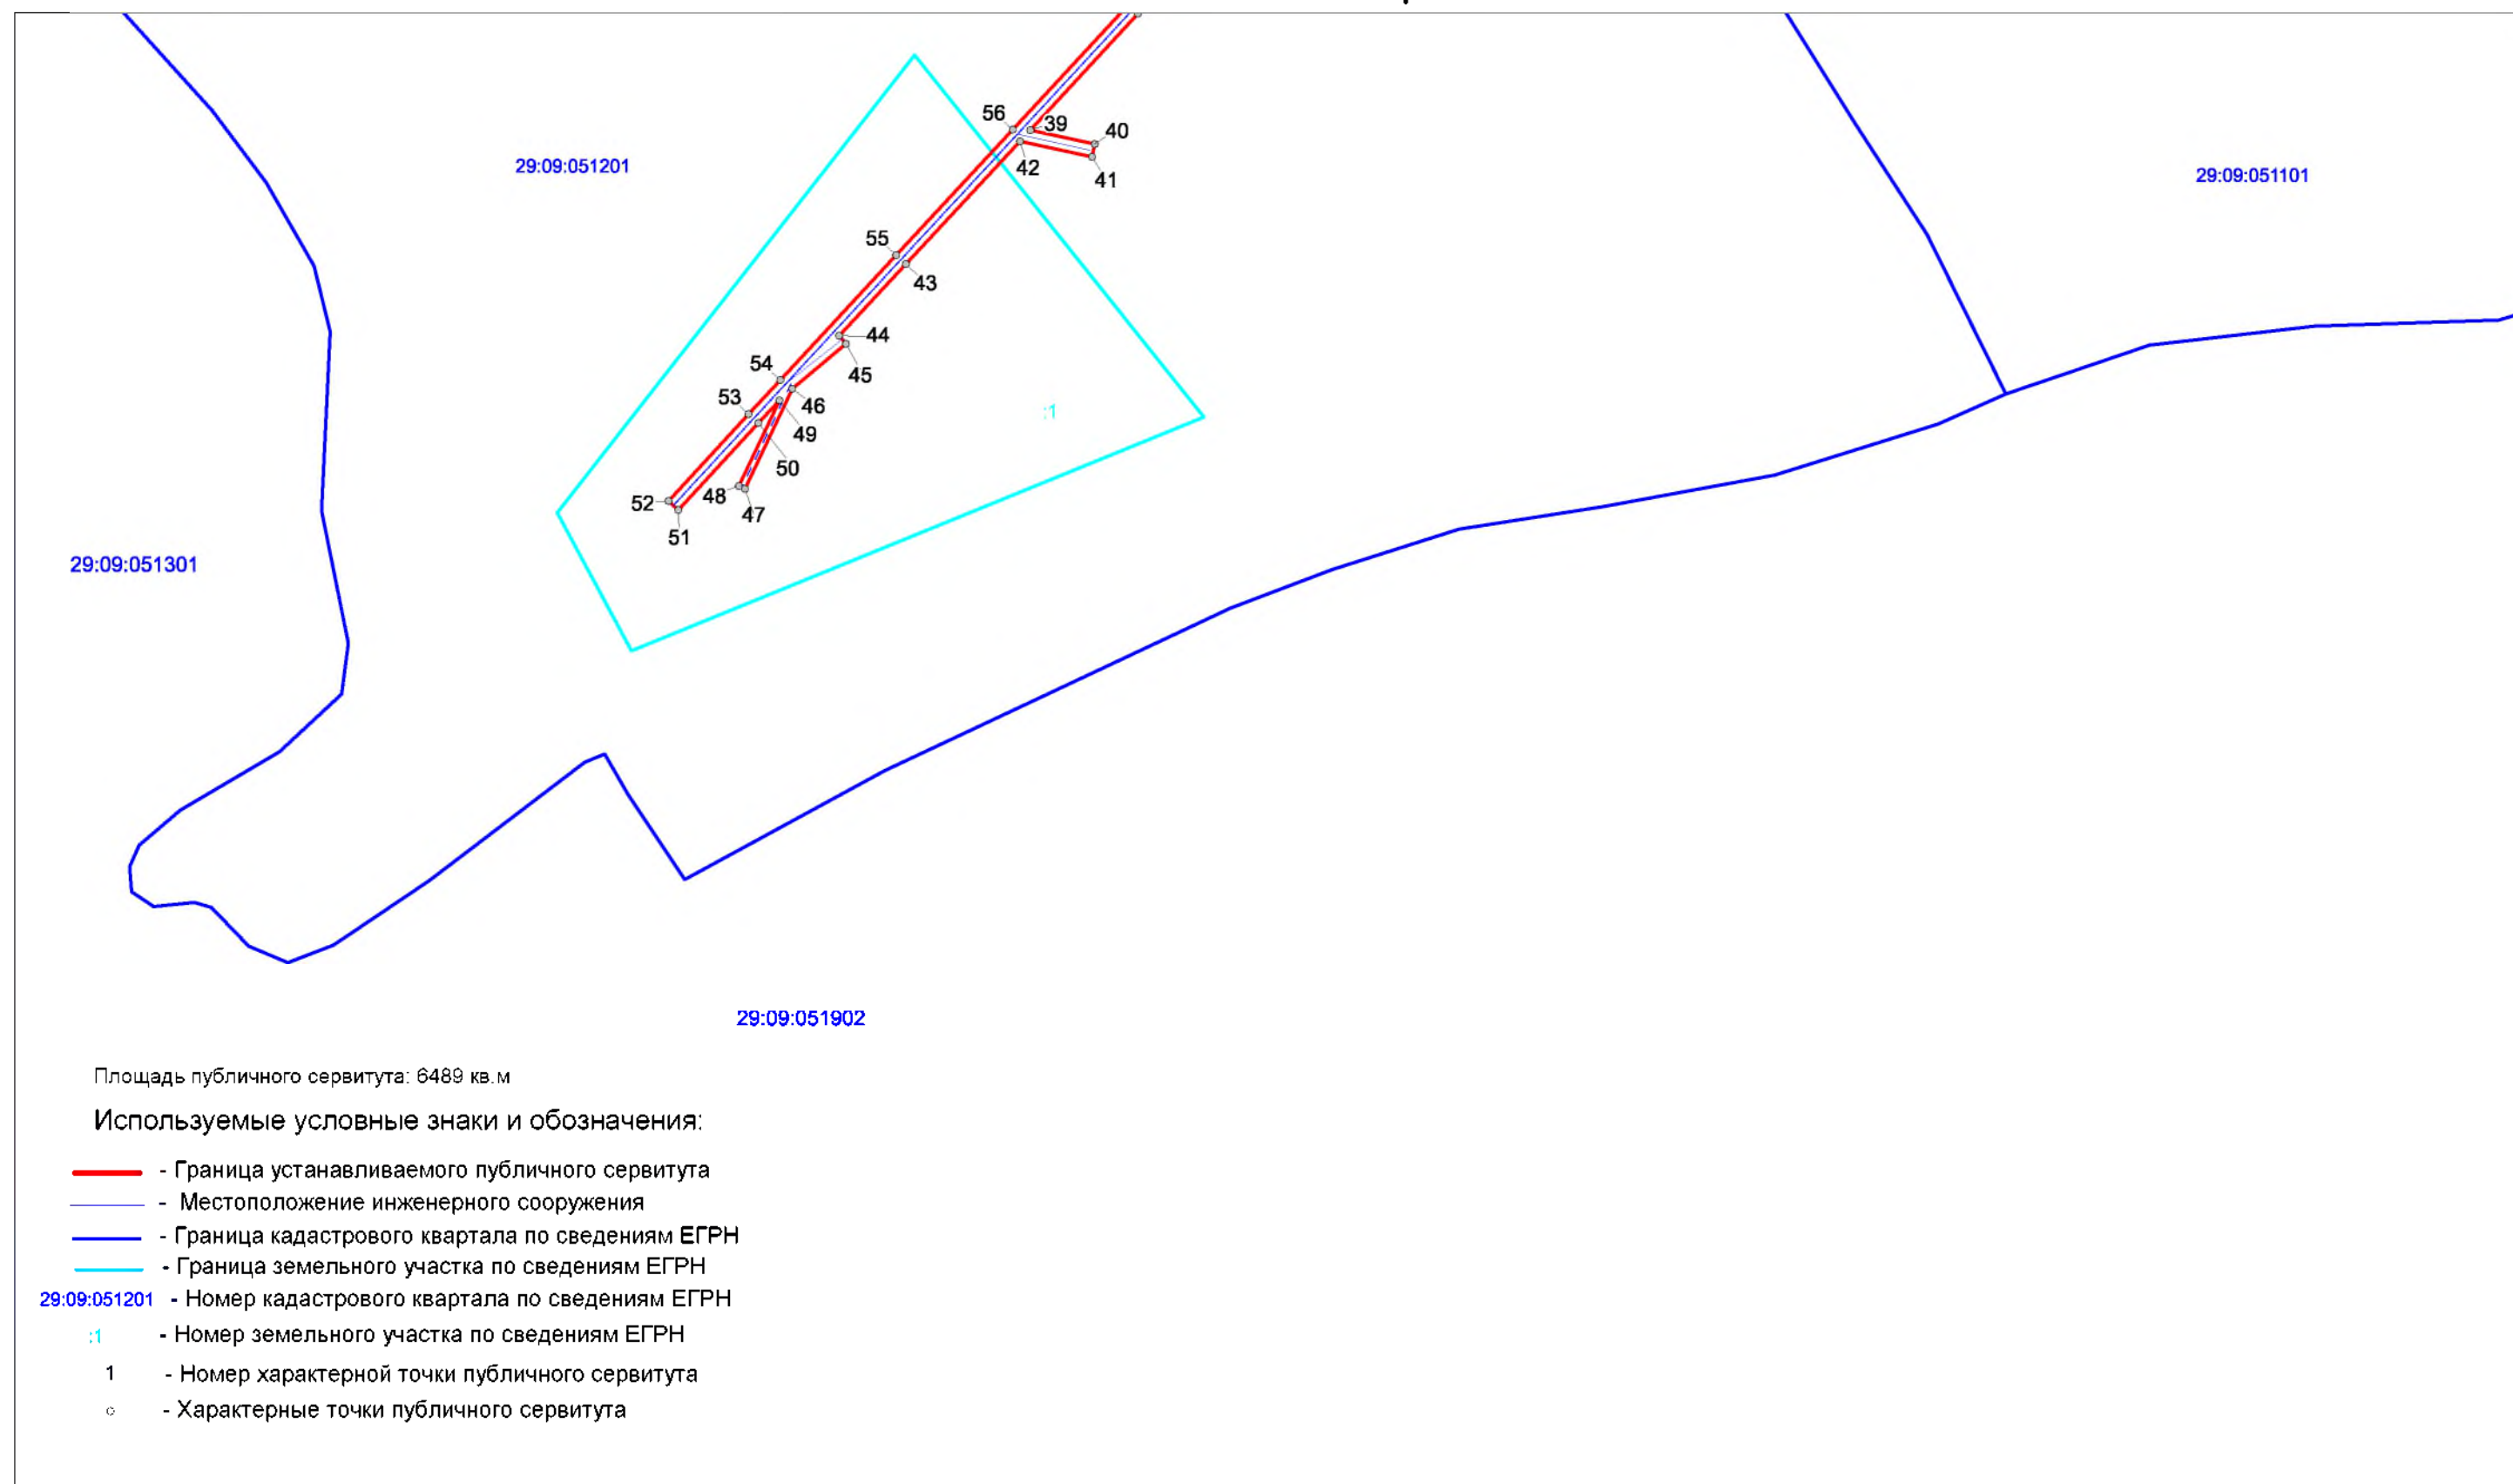 56
39
40
42
41
29:09:051201
29:09:051101
55
43
44
54
45
53
46
:1
49
50
52
48
47
51
29:09:051301
29:09:051902
Площадь публичного сервитута: 6489 кв.м
Используемые условные знаки и обозначения:
- Граница устанавливаемого публичного сервитута
- Местоположение инженерного сооружения
- Граница кадастрового квартала по сведениям ЕГРН
- Граница земельного участка по сведениям ЕГРН
29:09:051201 - Номер кадастрового квартала по сведениям ЕГРН
:1 - Номер земельного участка по сведениям ЕГРН
1 - Номер характерной точки публичного сервитута
- Характерные точки публичного сервитута